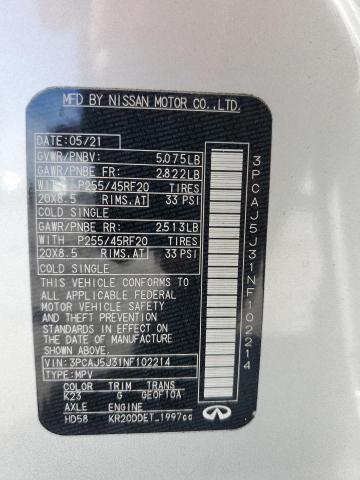 MFD BY NISSAN MOTOR CO.,LTD.
DATE:05/21
GVWR/PNBV: 5.075LB
GAWR/PNBE FR: 2.822LB
WITH P255/45RF20 TIRES
20X8.5 RIMS.AT 33 PSI
COLD SINGLE
GAWR/PNBE RR: 2.513LB
WITH P255/45RF20 TIRES
20X8.5 RIMS.AT 33 PSI
COLD SINGLE
THIS VEHICLE CONFORMS TO ALL
APPLICABLE FEDERAL MOTOR
VEHICLE SAFETY, BUMPER,
AND THEFT PREVENTION
STANDARDS IN EFFECT ON
THE DATE OF MANUFACTURE
SHOWN ABOVE.
VIN:3PCAJ5J31NF102214
TYPE:MPV
COLOR TRIM TRANS
K23 G GE0F10A
AXLE ENGINE
HD58 KR20DDET 1997cc
3PCAJ5J31NF102214